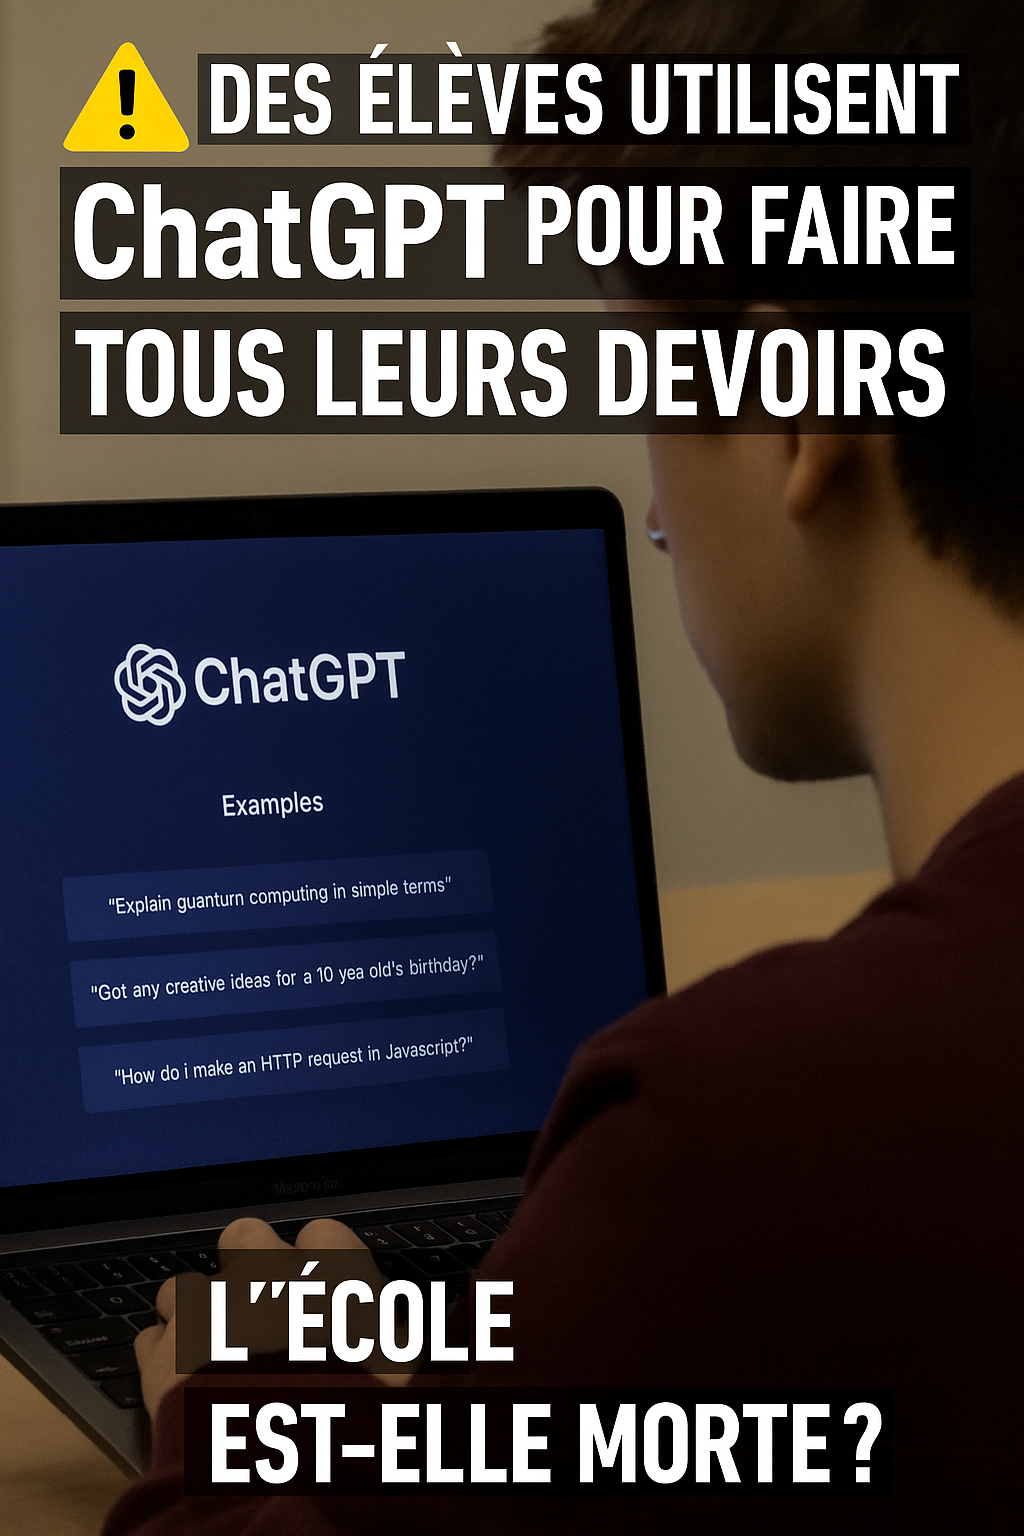 DES ÉLÈVES UTILISENT
ChatGPT POUR FAIRE
TOUS LEURS DEVOIRS
ChatGPT
Examples
"Explain guanturn computing in simple terms"
"Got any creative ideas for a 10 yea old's birthday?"
"How do i make an HTTP request in Javascript?"
L’’ÉCOLE
EST-ELLE MORTE ?